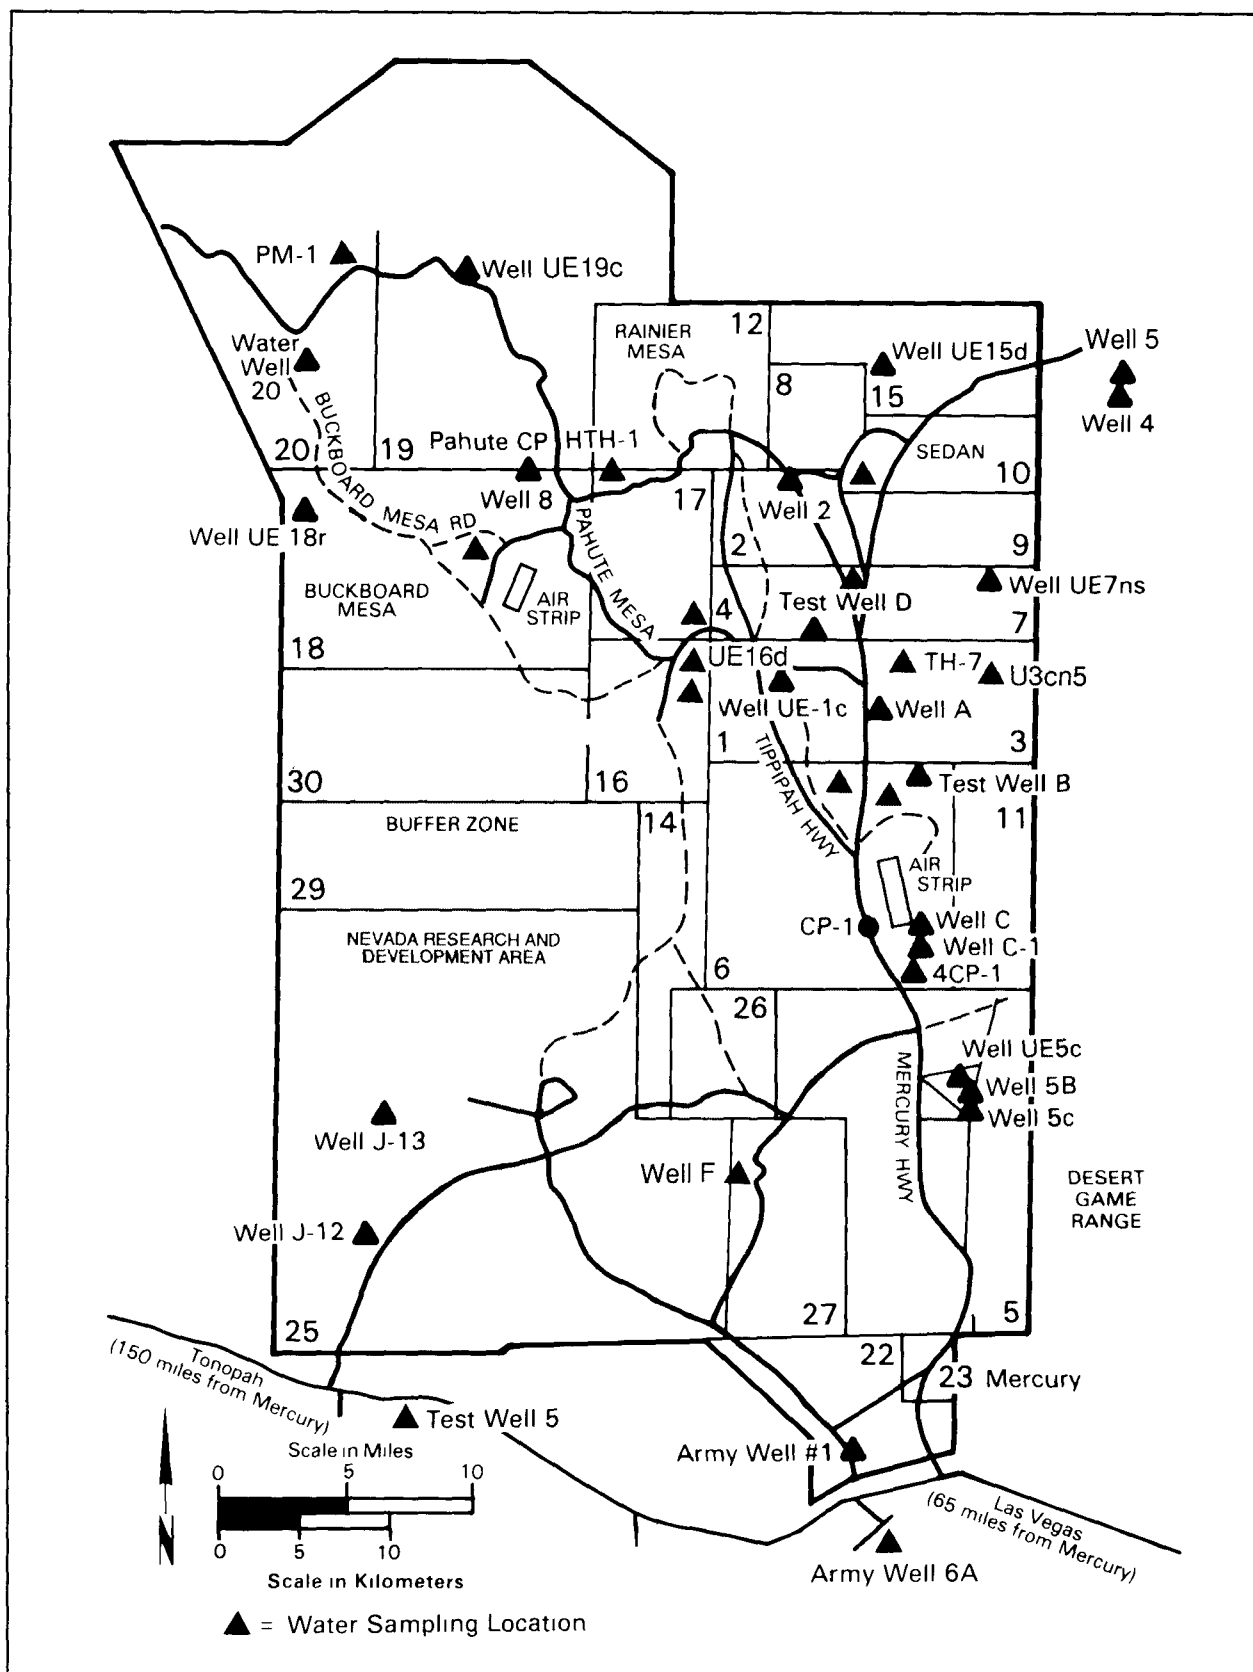 PM-1
Well UE19c
12
RAINIER
MESA
Water
Well
20
Well UE15d
Well 5
8
15
Well 4
BUCKBOARD MESA RD
20
19
Pahute CP
HTH-1
SEDAN
10
Well 8
17
Well 2
Well UE 18r
PAHUTE MESA
2
9
BUCKBOARD
MESA
AIR
STRIP
Test Well D
Well UE7ns
4
7
18
UE16d
TH-7
U3cn5
Well UE-1c
Well A
1
3
TIPPIPAH HWY
30
16
Test Well B
BUFFER ZONE
14
11
29
AIR
STRIP
NEVADA RESEARCH AND
DEVELOPMENT AREA
CP-1
Well C
Well C-1
6
4CP-1
26
Well UE5c
MERCURY HWY
Well 5B
Well 5c
Well J-13
Well F
DESERT
GAME
RANGE
Well J-12
25
27
5
22
23 Mercury
Tonopah
(150 miles from Mercury)
Test Well 5
Army Well #1
Scale in Miles
0 5 10
0 5 10
Scale in Kilometers
Las Vegas
(65 miles from Mercury)
Army Well 6A
N
= Water Sampling Location